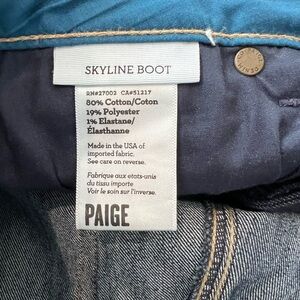 SKYLINE BOOT
RN#27002 CA#51217
80% Cotton/Coton
19% Polyester
1% Elastane/
Élasthanne
Made in the USA of
imported fabric.
See care on reverse.
Fabrique aux etats-unis
du tissu importe
Voir le soin sur l'inverse.
PAIGE